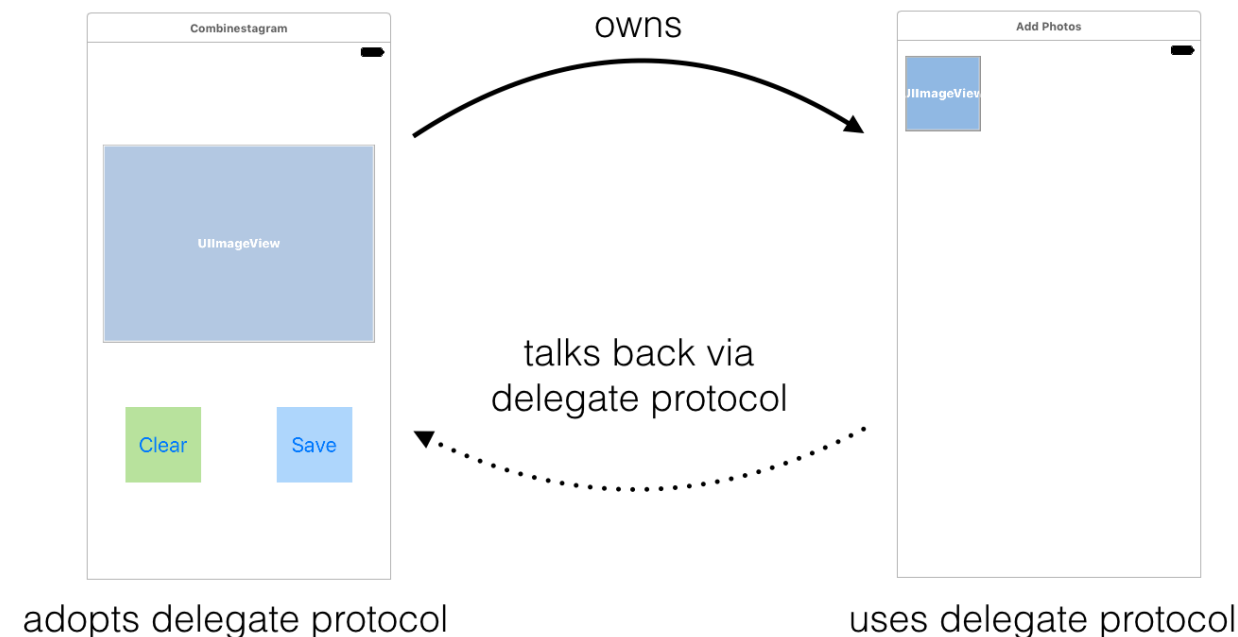 Combinestagram
owns
Add Photos
UIImageView
UIImageView
talks back via
delegate protocol
Clear
Save
adopts delegate protocol
uses delegate protocol